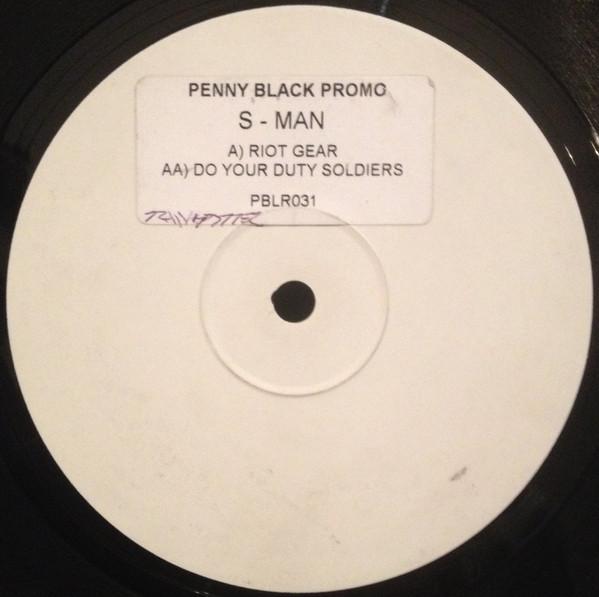 PENNY BLACK PROMO
S - MAN
A) RIOT GEAR
AA) DO YOUR DUTY SOLDIERS
PBLR031